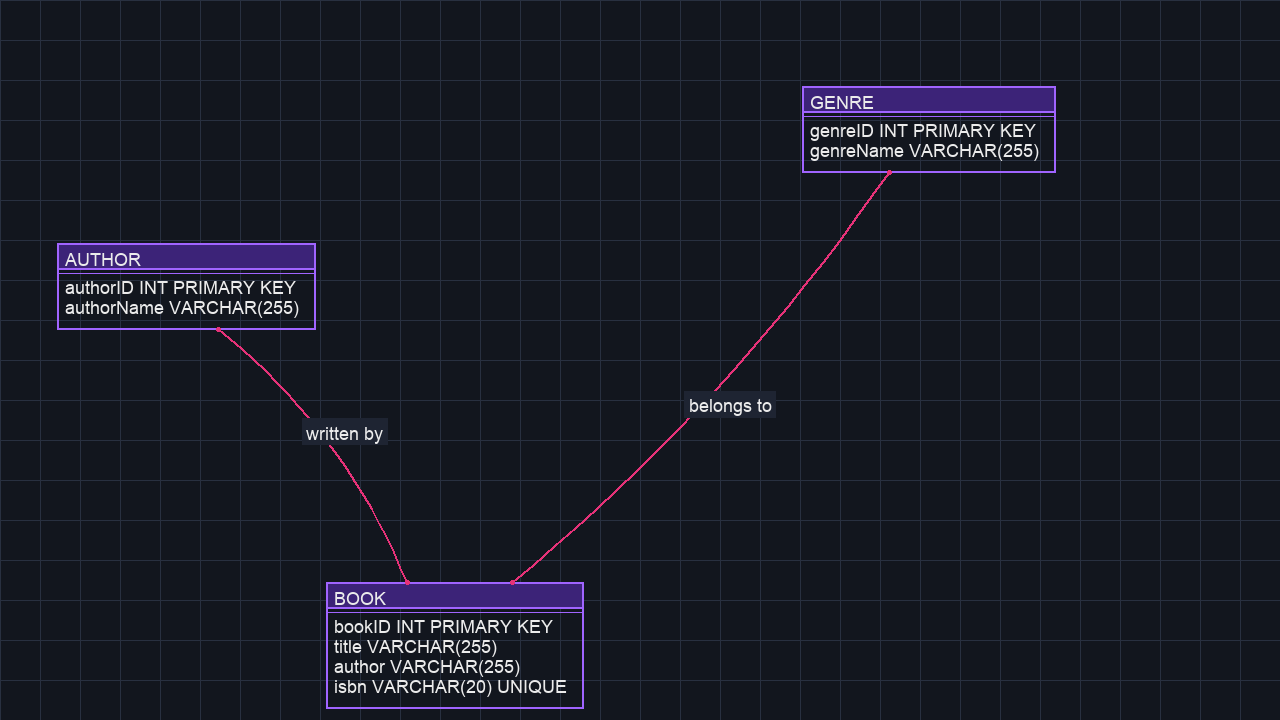 GENRE
genreID INT PRIMARY KEY
genreName VARCHAR(255)
AUTHOR
authorID INT PRIMARY KEY
authorName VARCHAR(255)
belongs to
written by
BOOK
bookID INT PRIMARY KEY
title VARCHAR(255)
author VARCHAR(255)
isbn VARCHAR(20) UNIQUE